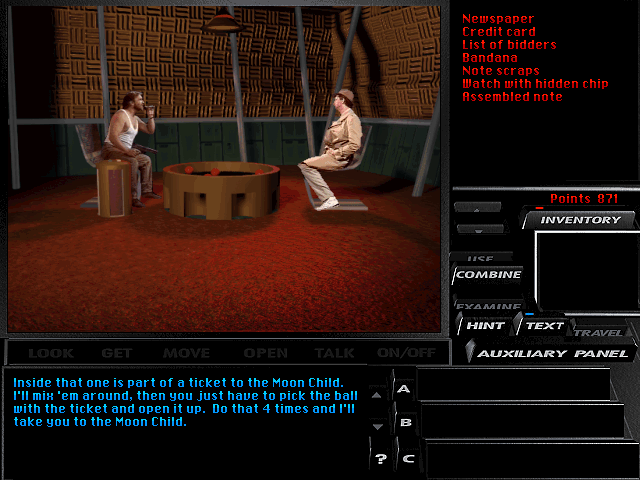 Newspaper
Credit card
List of bidders
Bandana
Note scraps
Watch with hidden chip
Assembled note
Points 871
INVENTORY
USE
COMBINE
EXAMINE
HINT TEXT TRAVEL
AUXILIARY PANEL
LOOK GET MOVE OPEN TALK ON/OFF
Inside that one is part of a ticket to the Moon Child.
I'll mix 'em around, then you just have to pick the ball
with the ticket and open it up. Do that 4 times and I'll
take you to the Moon Child.
A
B
? C